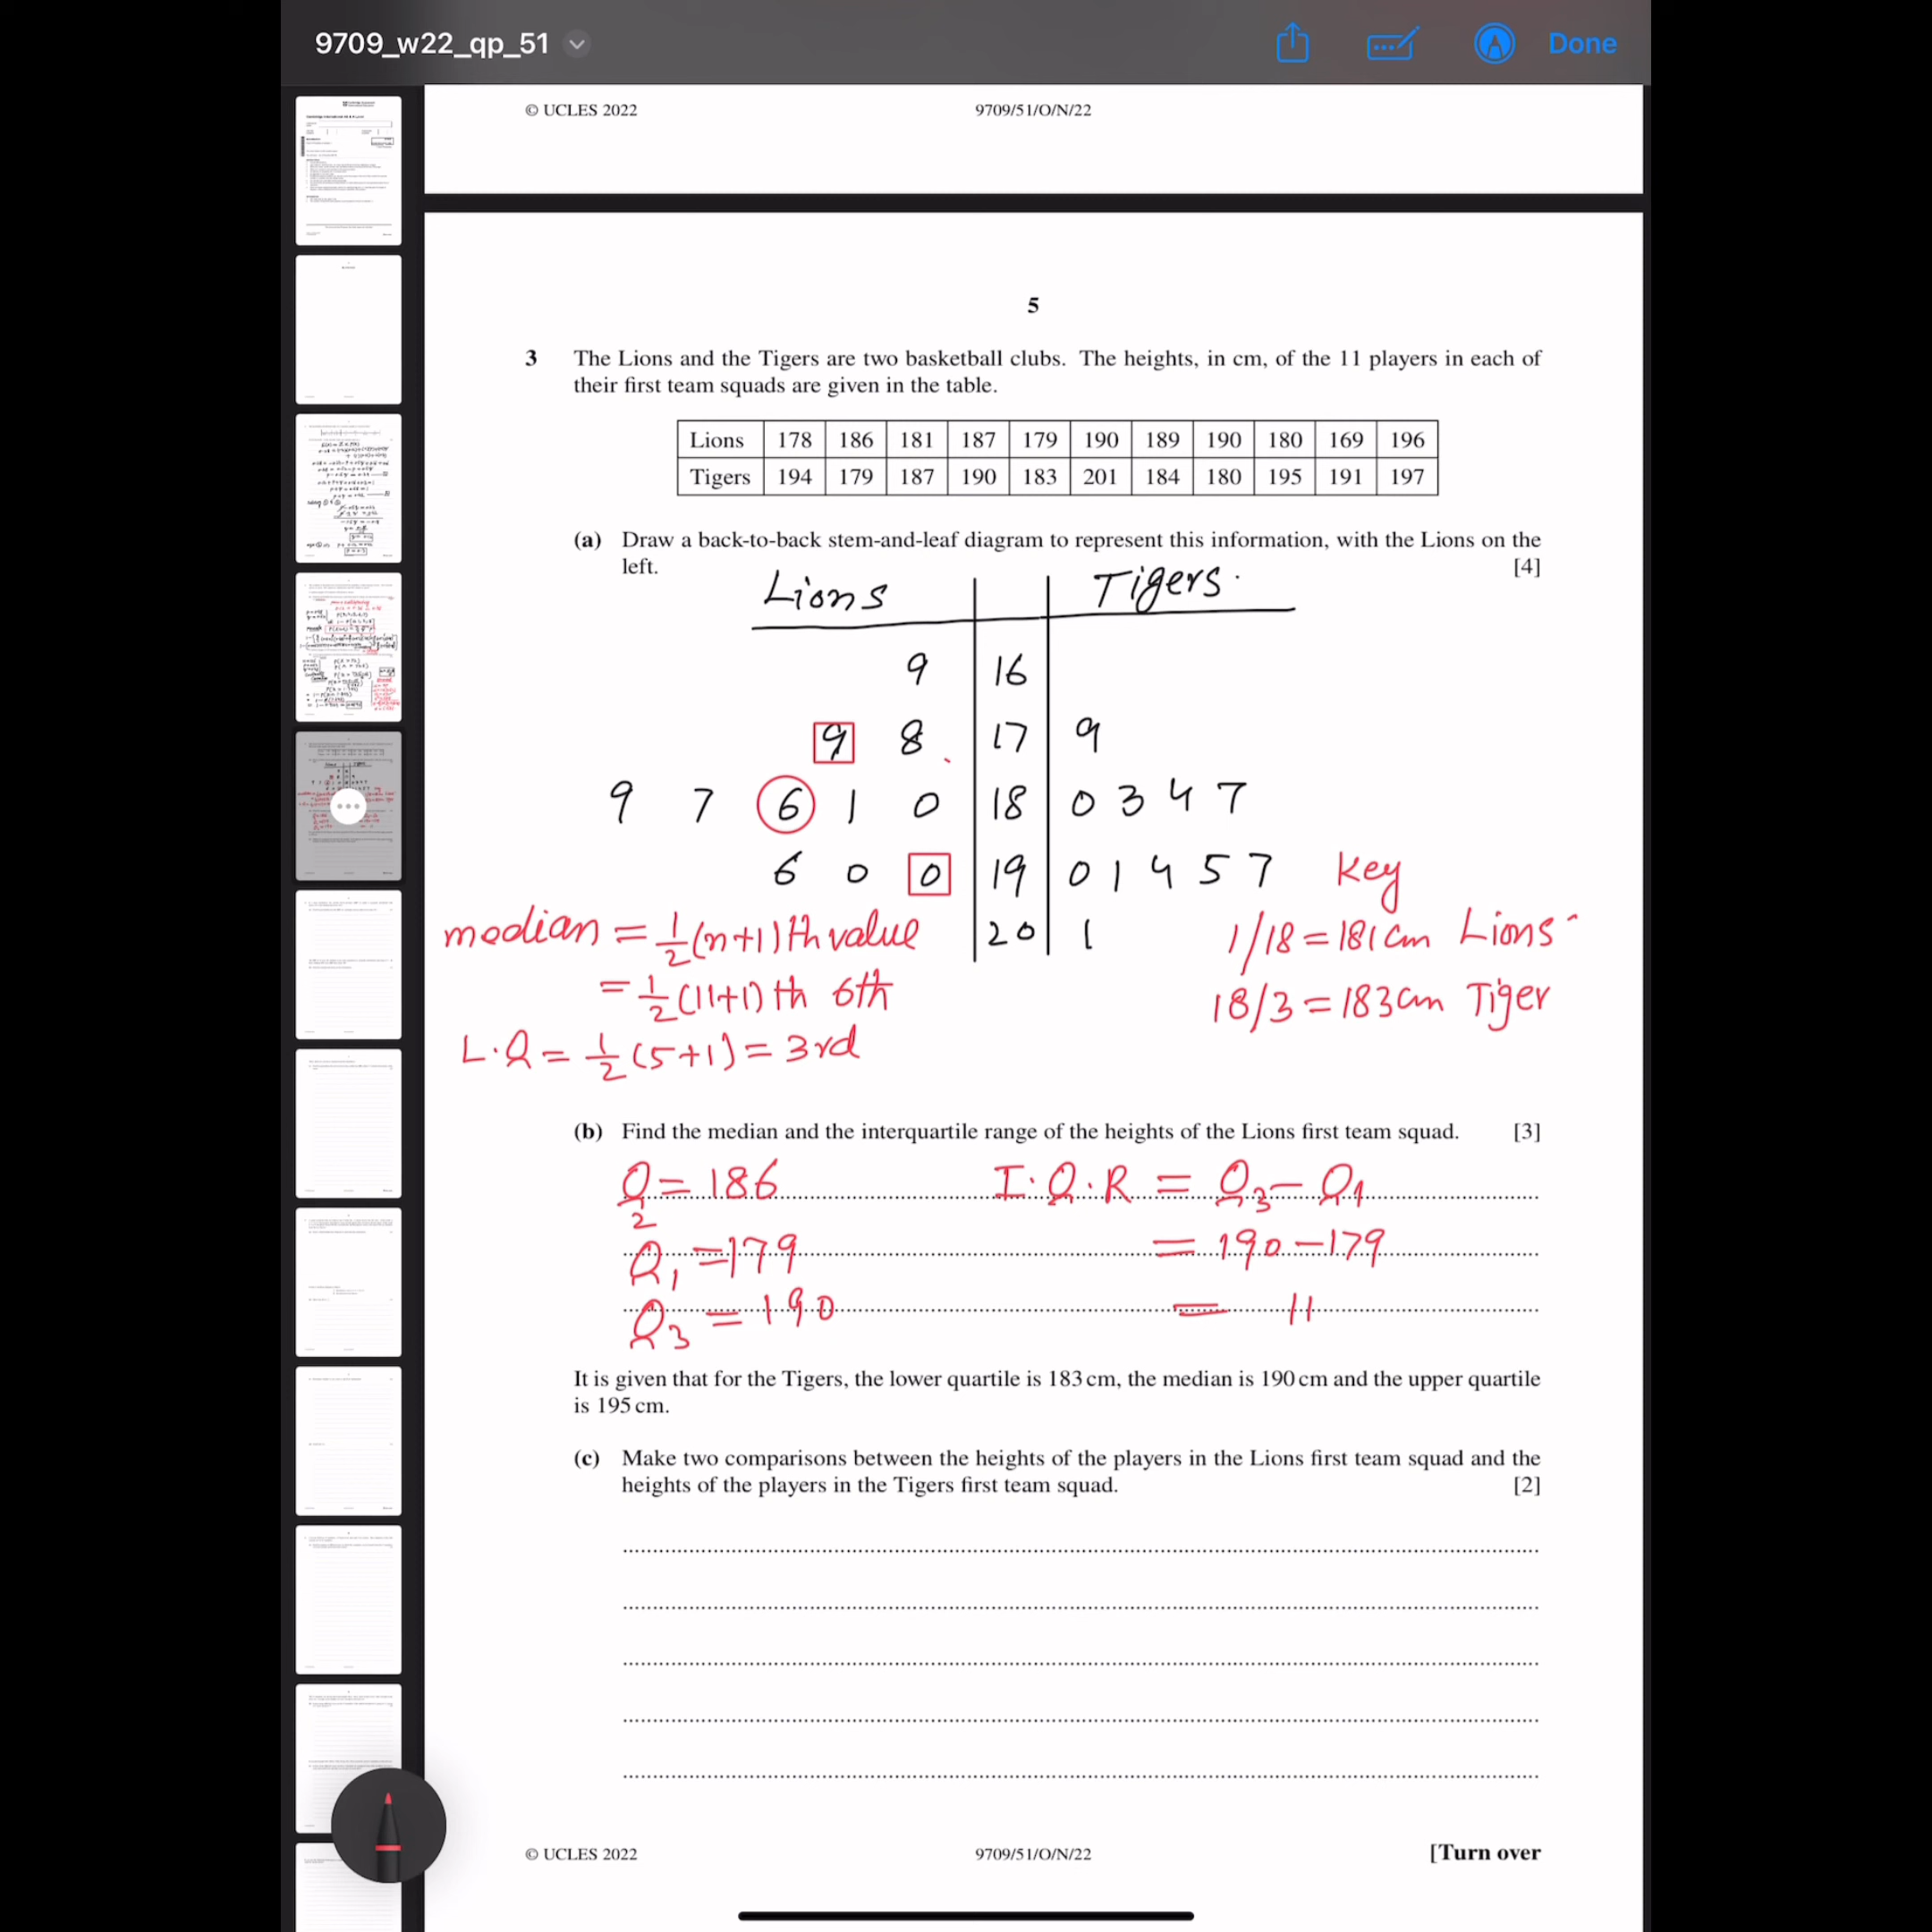 9709_w22_qp_51
Done
© UCLES 2022 9709/51/O/N/22
5
3 The Lions and the Tigers are two basketball clubs. The heights, in cm, of the 11 players in each of
their first team squads are given in the table.
Lions 178 186 181 187 179 190 189 190 180 169 196
Tigers 194 179 187 190 183 201 184 180 195 191 197
(a) Draw a back-to-back stem-and-leaf diagram to represent this information, with the Lions on the
left. [4]
Lions Tigers.
9 16
9 8 17 9
9 7 6 1 0 18 0 3 4 7
6 0 0 19 0 1 4 5 7 Key
median = 1/2 (n+1)th value 20 1 1/18 = 181cm Lions
= 1/2 (11+1)th 6th 18/3 = 183cm Tiger
L.Q = 1/2 (5+1) = 3rd
(b) Find the median and the interquartile range of the heights of the Lions first team squad. [3]
Q2 = 186 I.Q.R = Q3 - Q1
Q1 = 179 = 190 - 179
Q3 = 190 = 11
It is given that for the Tigers, the lower quartile is 183 cm, the median is 190 cm and the upper quartile
is 195 cm.
(c) Make two comparisons between the heights of the players in the Lions first team squad and the
heights of the players in the Tigers first team squad. [2]
© UCLES 2022 9709/51/O/N/22 [Turn over